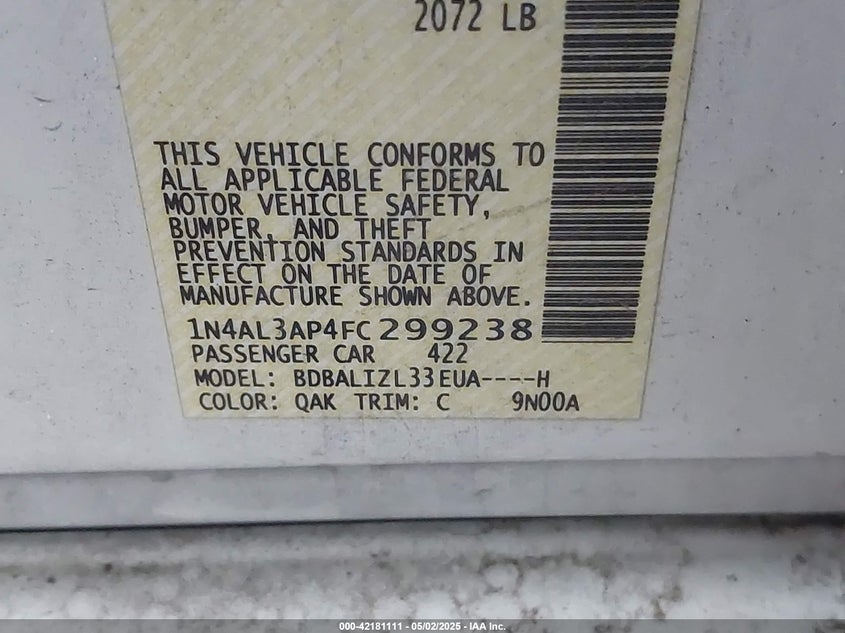 2072 LB
THIS VEHICLE CONFORMS TO
ALL APPLICABLE FEDERAL
MOTOR VEHICLE SAFETY,
BUMPER, AND THEFT
PREVENTION STANDARDS IN
EFFECT ON THE DATE OF
MANUFACTURE SHOWN ABOVE.
1N4AL3AP4FC299238
PASSENGER CAR 422
MODEL: BDBALIZL33EUA----H
COLOR: QAK TRIM: C 9N00A
000-42181111 - 05/02/2025 - IAA Inc.